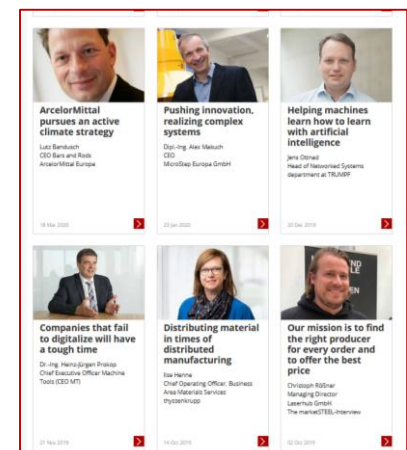 ArcelorMittal
pursues an active
climate strategy
Lutz Bandusch
CEO Bars and Rods
ArcelorMittal Europa
18 Mar 2020
Pushing innovation,
realizing complex
systems
Dipl.-Ing. Alex Makuch
CEO
MicroStep Europa GmbH
23 Jan 2020
Helping machines
learn how to learn
with artificial
intelligence
Jens Ottnad
Head of Networked Systems
department at TRUMPF
20 Dec 2019
Companies that fail
to digitalize will have
a tough time
Dr.-Ing. Heinz-Jürgen Prokop
Chief Executive Officer Machine
Tools (CEO MT)
21 Nov 2019
Distributing material
in times of
distributed
manufacturing
Ilse Henne
Chief Operating Officer, Business
Area Materials Services
thyssenkrupp
14 Oct 2019
Our mission is to find
the right producer
for every order and
to offer the best
price
Christoph Rößner
Managing Director
Laserhub GmbH
The marketSTEEL-Interview
02 Oct 2019